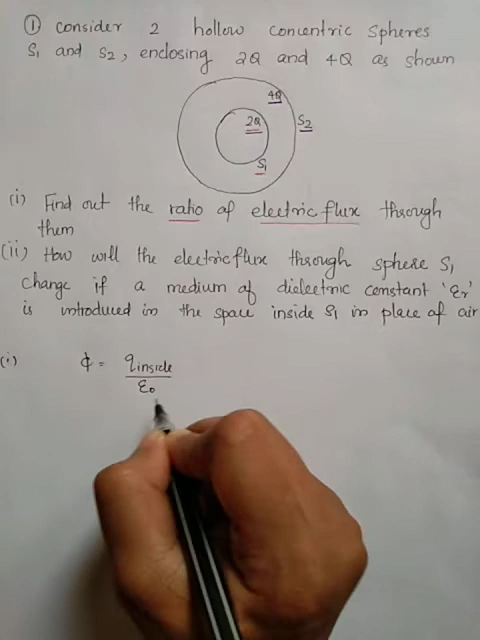 ① Consider 2 hollow concentric spheres
S1 and S2, enclosing 2Q and 4Q as shown
4Q
2Q
S2
S1
(i) Find out the ratio of electric flux through
them
(ii) How will the electric flux through sphere S1
change if a medium of dielectric constant 'εr'
is introduced in the space inside S1 in place of air
(i) ϕ = qinside
ε0